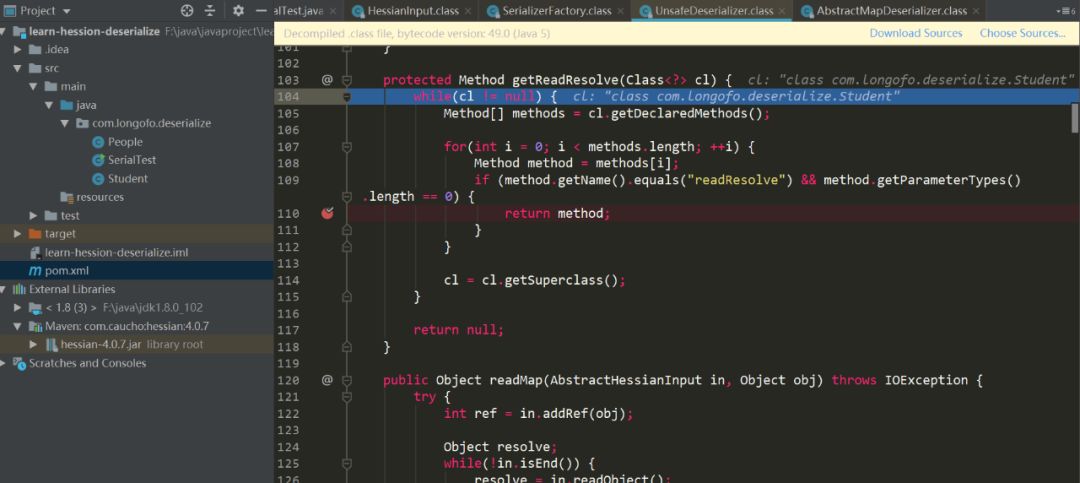 Project
alTest.java
HessianInput.class
SerializerFactory.class
UnsafeDeserializer.class
AbstractMapDeserializer.class
6
learn-hession-deserialize F:\java\javaproject\lea
.idea
src
main
java
com.longofo.deserialize
People
SerialTest
Student
resources
test
target
learn-hession-deserialize.iml
pom.xml
External Libraries
< 1.8 (3) > F:\java\jdk1.8.0_102
Maven: com.caucho:hessian:4.0.7
hessian-4.0.7.jar library root
Scratches and Consoles
Decompiled .class file, bytecode version: 49.0 (Java 5)
Download Sources
Choose Sources...
101 }
102
103 @ protected Method getReadResolve(Class<?> cl) { cl: "class com.longofo.deserialize.Student"
104 while(cl != null) { cl: "class com.longofo.deserialize.Student"
105 Method[] methods = cl.getDeclaredMethods();
106
107 for(int i = 0; i < methods.length; ++i) {
108 Method method = methods[i];
109 if (method.getName().equals("readResolve") && method.getParameterTypes()
.length == 0) {
110 return method;
111 }
112 }
113
114 cl = cl.getSuperclass();
115 }
116
117 return null;
118 }
119
120 @ public Object readMap(AbstractHessianInput in, Object obj) throws IOException {
121 try {
122 int ref = in.addRef(obj);
123
124 Object resolve;
125 while(!in.isEnd()) {
126 resolve = in.readObject();